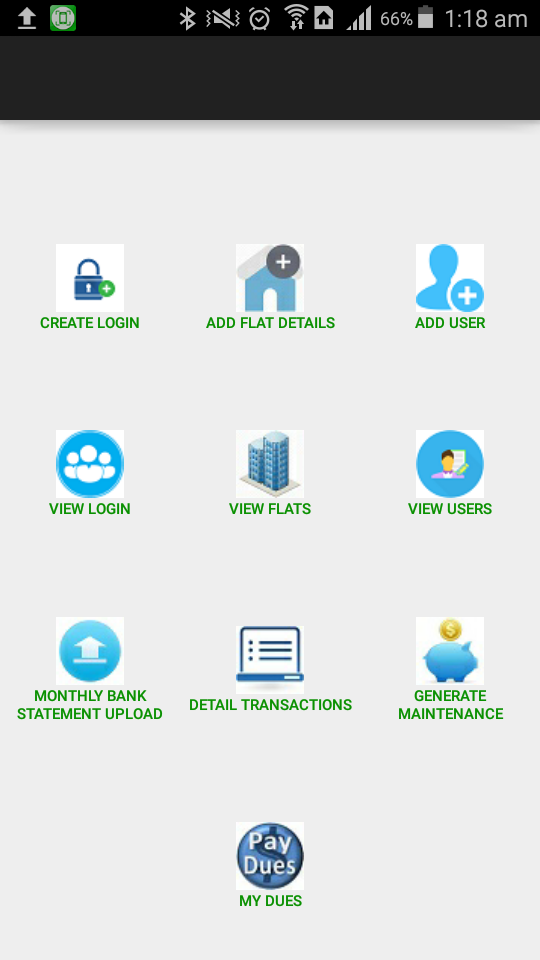 66% 1:18 am
CREATE LOGIN
ADD FLAT DETAILS
ADD USER
VIEW LOGIN
VIEW FLATS
VIEW USERS
MONTHLY BANK
STATEMENT UPLOAD
DETAIL TRANSACTIONS
$
GENERATE
MAINTENANCE
Pay
Dues
MY DUES